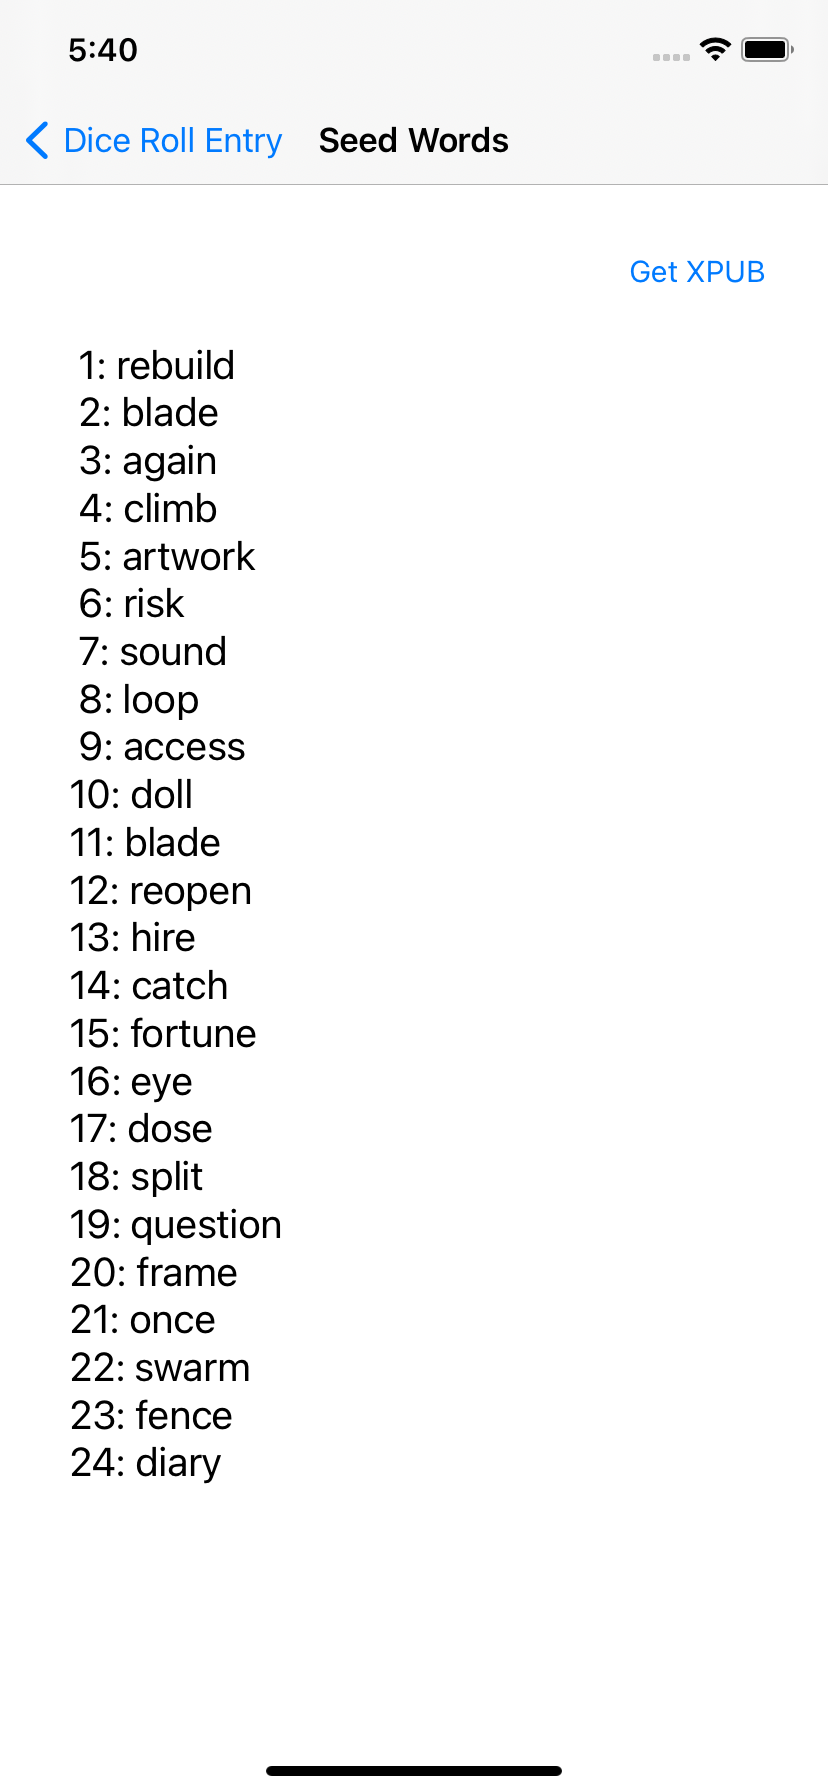 5:40
Dice Roll Entry Seed Words
Get XPUB
1: rebuild
2: blade
3: again
4: climb
5: artwork
6: risk
7: sound
8: loop
9: access
10: doll
11: blade
12: reopen
13: hire
14: catch
15: fortune
16: eye
17: dose
18: split
19: question
20: frame
21: once
22: swarm
23: fence
24: diary